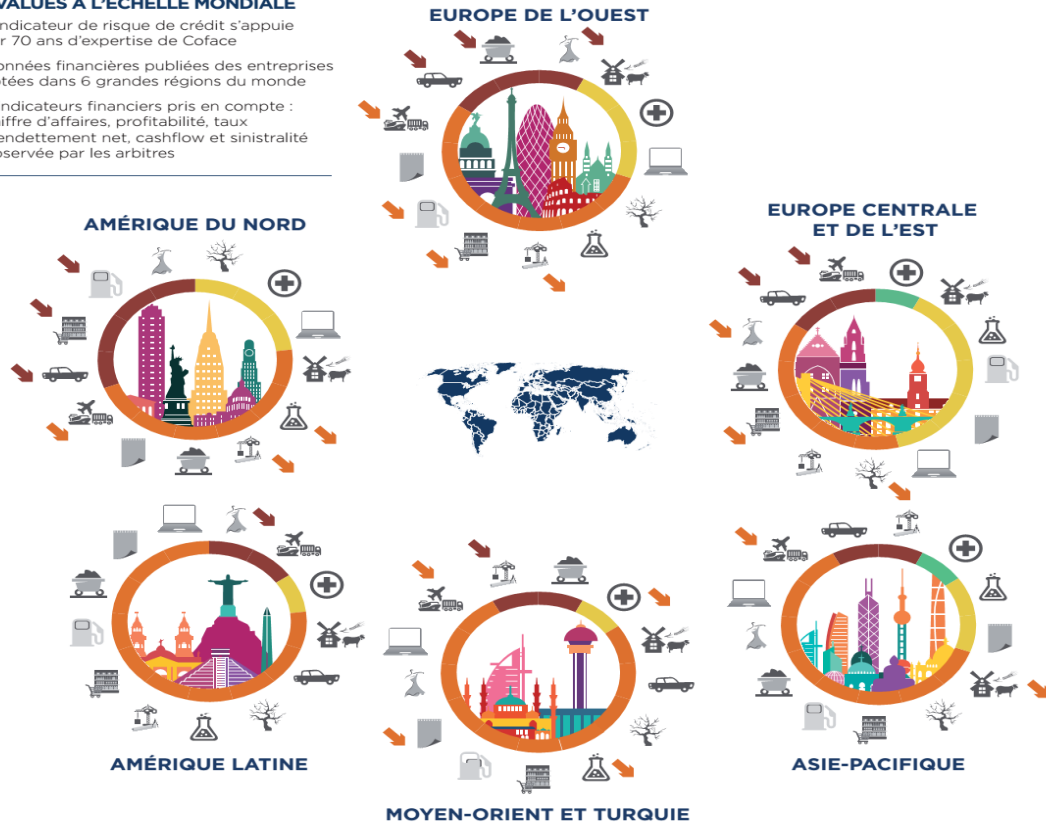 VALUÉS À L'ÉCHELLE MONDIALE
ndicateur de risque de crédit s'appuie
r 70 ans d'expertise de Coface
onnées financières publiées des entreprises
otées dans 6 grandes régions du monde
ndicateurs financiers pris en compte :
iffre d'affaires, profitabilité, taux
endettement net, cashflow et sinistralité
bservée par les arbitres
EUROPE DE L'OUEST
AMÉRIQUE DU NORD
EUROPE CENTRALE
ET DE L'EST
AMÉRIQUE LATINE
MOYEN-ORIENT ET TURQUIE
ASIE-PACIFIQUE